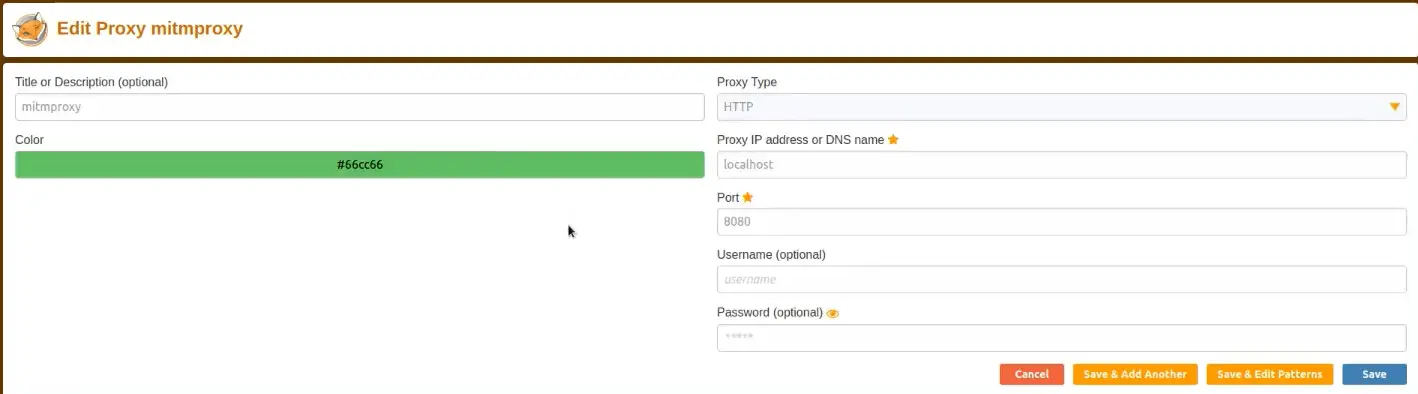 Edit Proxy mitmproxy
Title or Description (optional)
mitmproxy
Color
#66cc66
Proxy Type
HTTP
Proxy IP address or DNS name
localhost
Port
8080
Username (optional)
username
Password (optional)
*****
Cancel
Save & Add Another
Save & Edit Patterns
Save